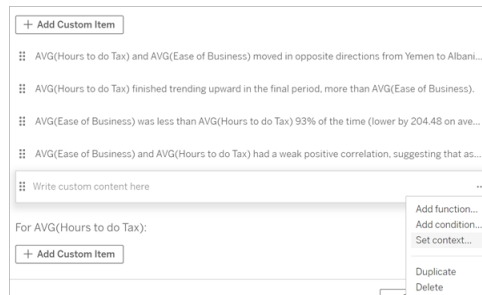 + Add Custom Item
AVG(Hours to do Tax) and AVG(Ease of Business) moved in opposite directions from Yemen to Albani...
AVG(Hours to do Tax) finished trending upward in the final period, more than AVG(Ease of Business).
AVG(Ease of Business) was less than AVG(Hours to do Tax) 93% of the time (lower by 204.48 on ave...
AVG(Ease of Business) and AVG(Hours to do Tax) had a weak positive correlation, suggesting that as...
Write custom content here
Add function...
Add condition...
Set context...
Duplicate
Delete
For AVG(Hours to do Tax):
+ Add Custom Item